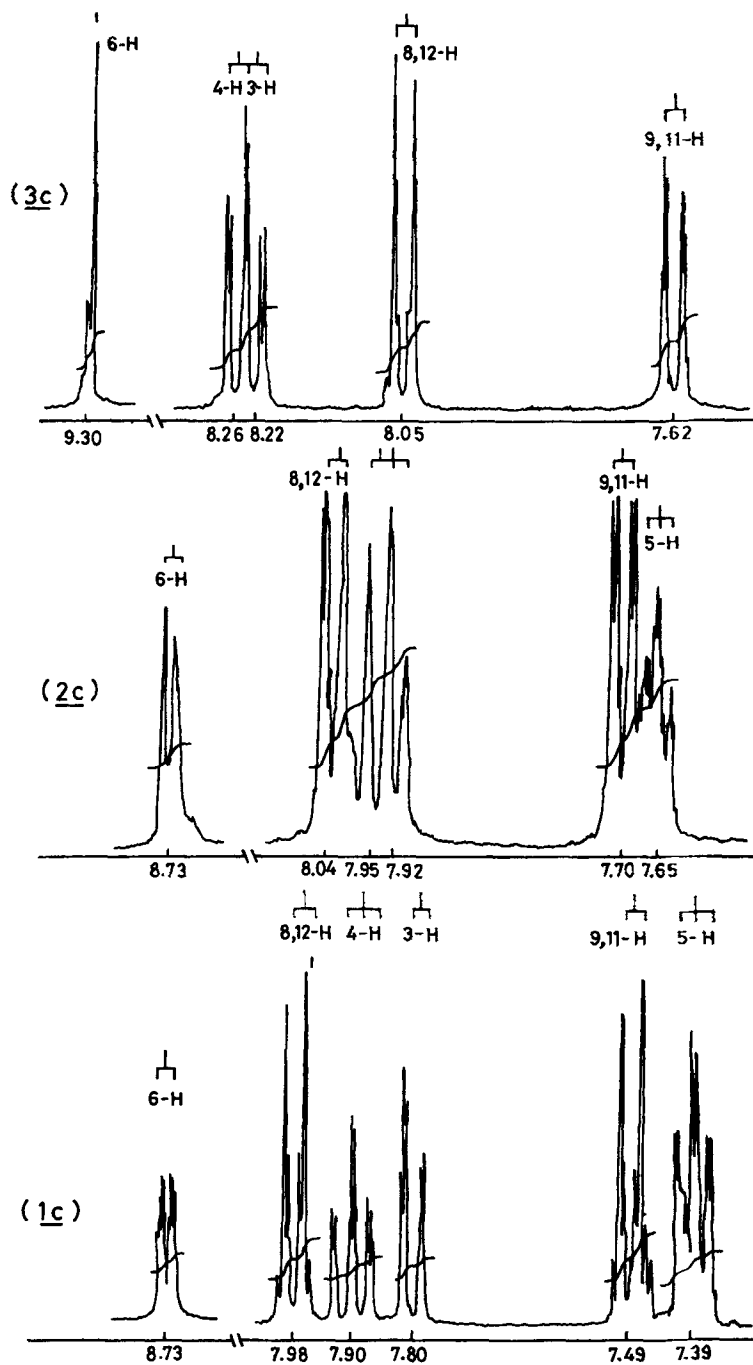 6-H
4-H 3-H
8,12-H
9,11-H
(3c)
9.30 8.26 8.22 8.05 7.62
8,12-H
9,11-H
5-H
6-H
(2c)
8.73 8.04 7.95 7.92 7.70 7.65
8,12-H 4-H 3-H 9,11-H 5-H
6-H
(1c)
8.73 7.98 7.90 7.80 7.49 7.39